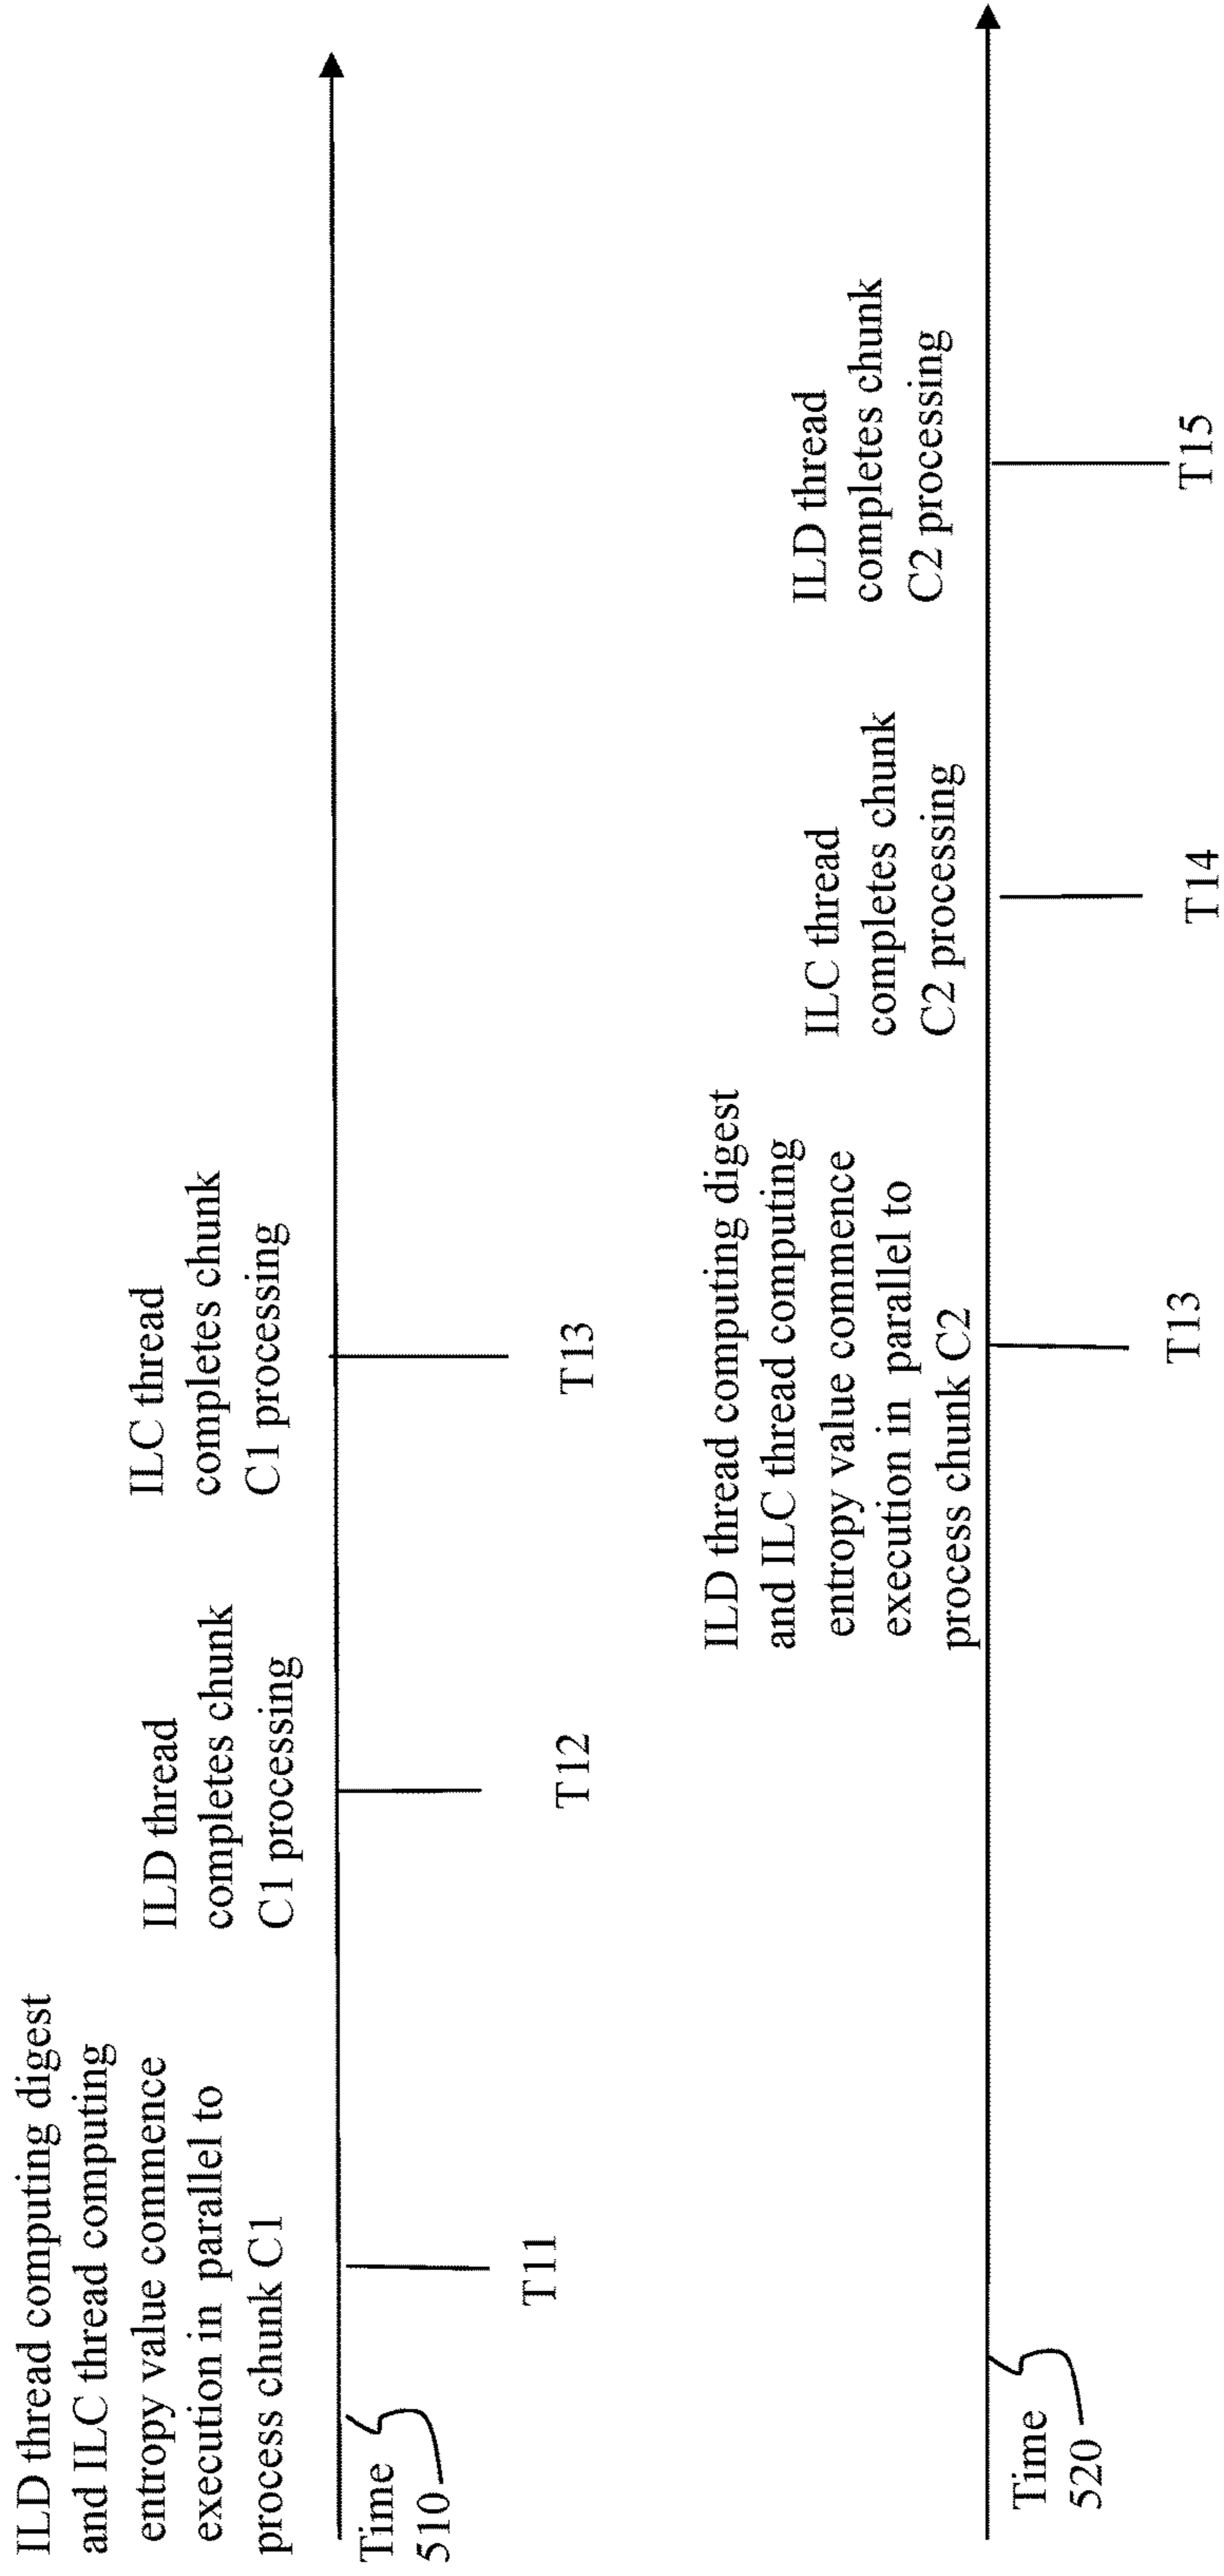 ILD thread computing digest
and ILC thread computing
entropy value commence
execution in parallel to
process chunk C1
ILD thread
completes chunk
C1 processing
ILC thread
completes chunk
C1 processing
Time
510
T11
T12
T13
ILD thread computing digest
and ILC thread computing
entropy value commence
execution in parallel to
process chunk C2
ILC thread
completes chunk
C2 processing
ILD thread
completes chunk
C2 processing
Time
520
T13
T14
T15